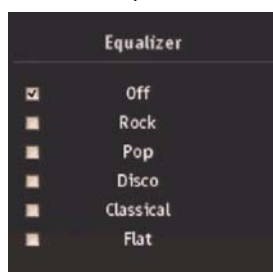 Equalizer
Off
Rock
Pop
Disco
Classical
Flat